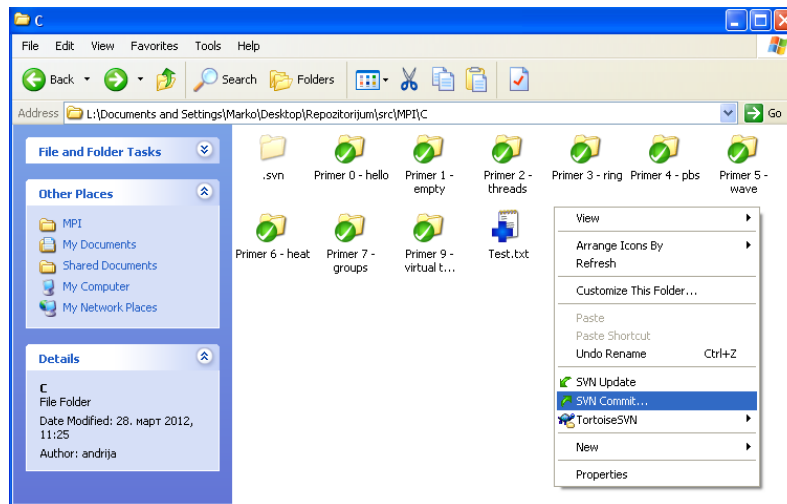 C
File Edit View Favorites Tools Help
Back Search Folders
Address L:\Documents and Settings\Marko\Desktop\Repozitorijum\src\MPI\C Go
File and Folder Tasks
Other Places
MPI
My Documents
Shared Documents
My Computer
My Network Places
Details
C
File Folder
Date Modified: 28. март 2012,
11:25
Author: andrija
.svn
Primer 0 - hello
Primer 1 -
empty
Primer 2 -
threads
Primer 3 - ring
Primer 4 - pbs
Primer 5 -
wave
Primer 6 - heat
Primer 7 -
groups
Primer 9 -
virtual t...
Test.txt
View
Arrange Icons By
Refresh
Customize This Folder...
Paste
Paste Shortcut
Undo Rename Ctrl+Z
SVN Update
SVN Commit...
TortoiseSVN
New
Properties